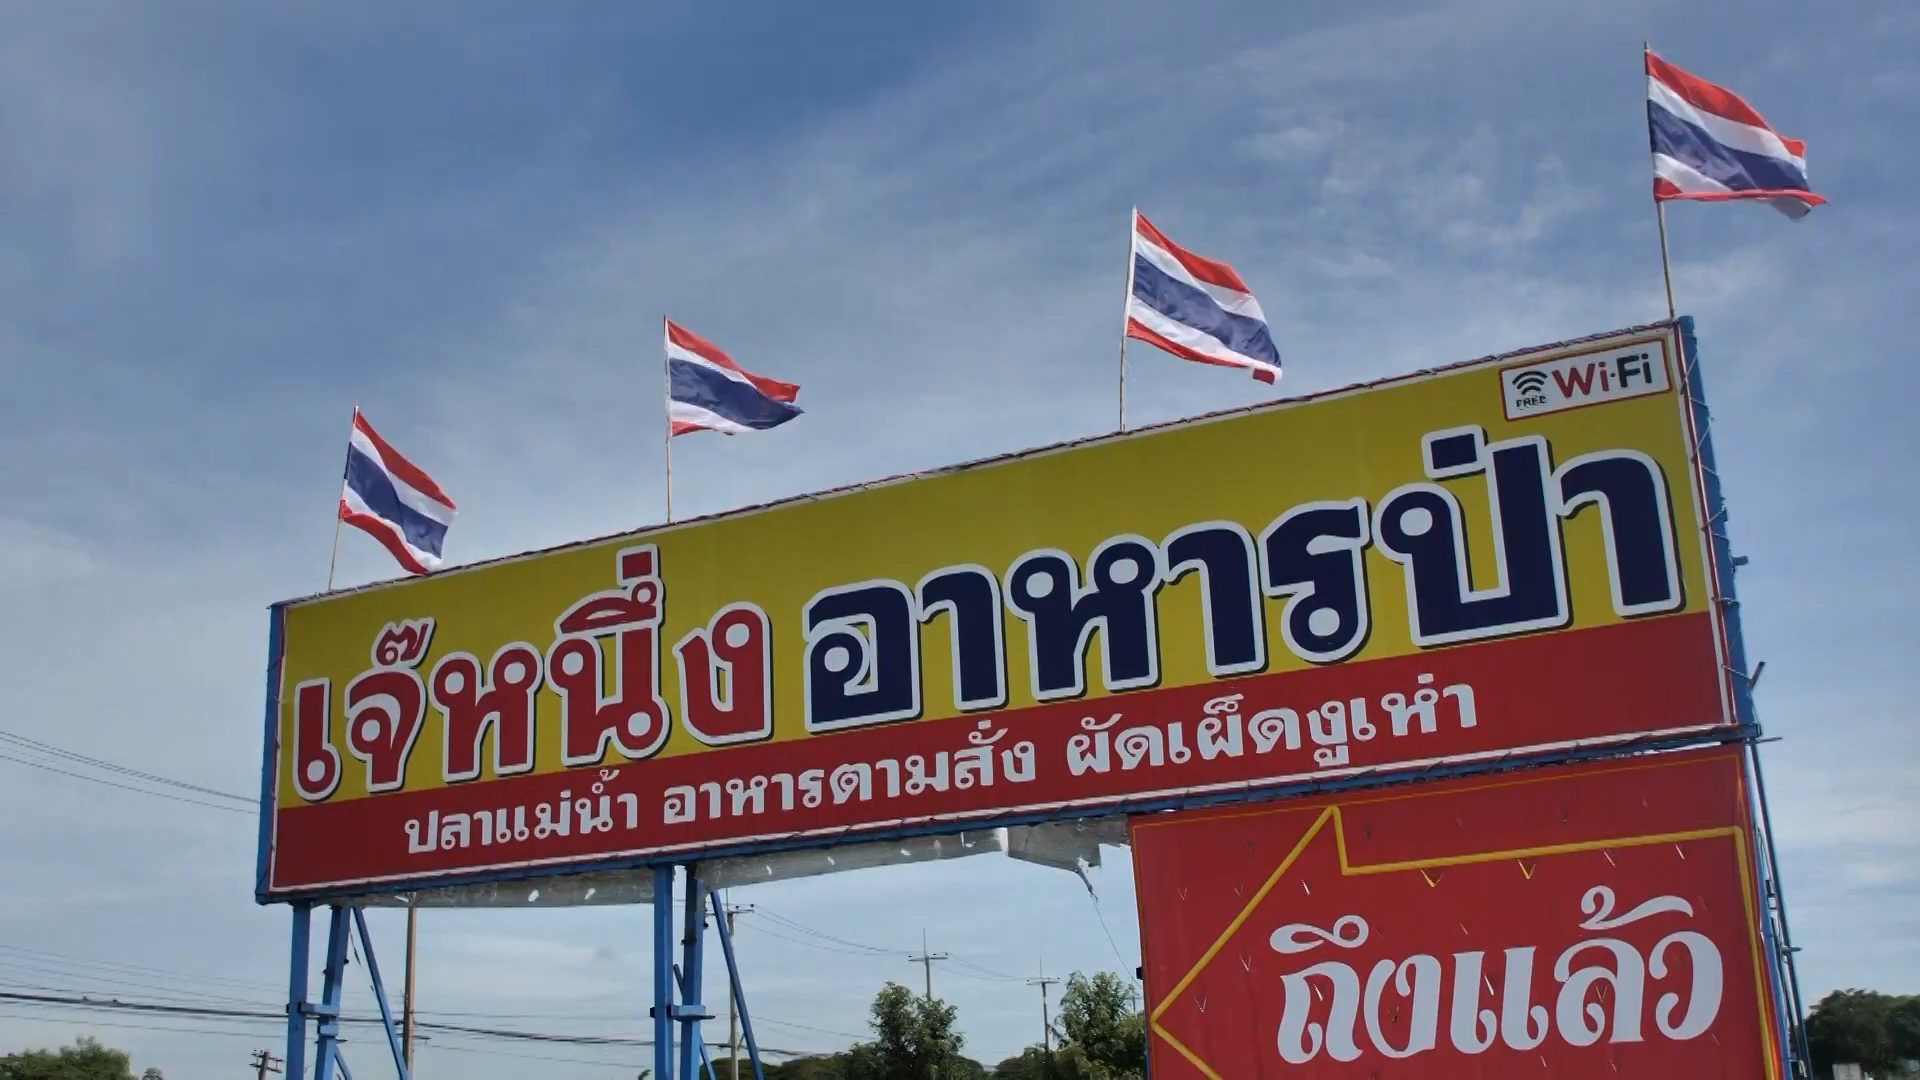 FREE Wi-Fi
เจ๊หนึ่ง อาหารป่า
ปลาแม่น้ำ อาหารตามสั่ง ผัดเผ็ดงูเห่า
ถึงแล้ว